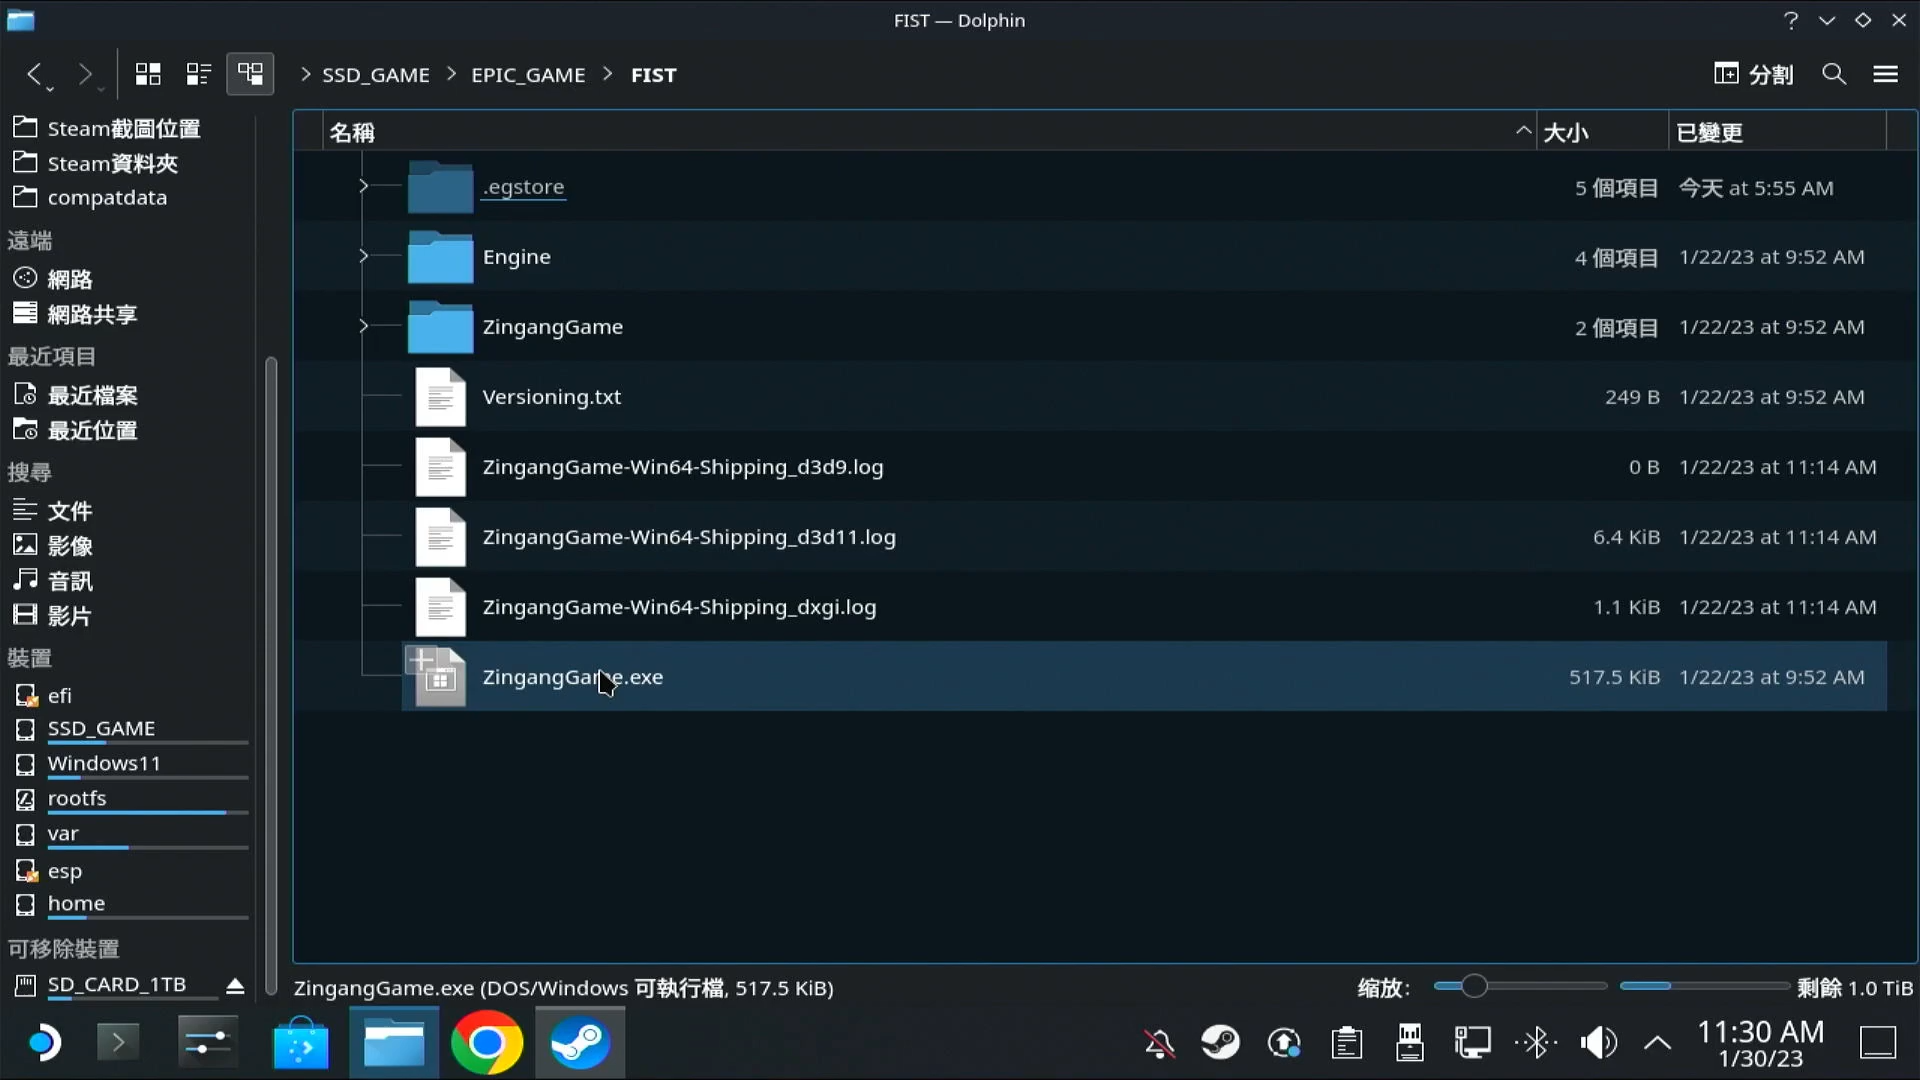 FIST — Dolphin
SSD_GAME
EPIC_GAME
FIST
分割
Steam截圖位置
Steam資料夾
compatdata
遠端
網路
網路共享
最近項目
最近檔案
最近位置
搜尋
文件
影像
音訊
影片
裝置
efi
SSD_GAME
Windows11
rootfs
var
esp
home
可移除裝置
SD_CARD_1TB
名稱 大小 已變更
.egstore 5 個項目 今天 at 5:55 AM
Engine 4 個項目 1/22/23 at 9:52 AM
ZingangGame 2 個項目 1/22/23 at 9:52 AM
Versioning.txt 249 B 1/22/23 at 9:52 AM
ZingangGame-Win64-Shipping_d3d9.log 0 B 1/22/23 at 11:14 AM
ZingangGame-Win64-Shipping_d3d11.log 6.4 KiB 1/22/23 at 11:14 AM
ZingangGame-Win64-Shipping_dxgi.log 1.1 KiB 1/22/23 at 11:14 AM
ZingangGame.exe 517.5 KiB 1/22/23 at 9:52 AM
ZingangGame.exe (DOS/Windows 可執行檔, 517.5 KiB)
缩放:
剩餘 1.0 TiB
11:30 AM
1/30/23